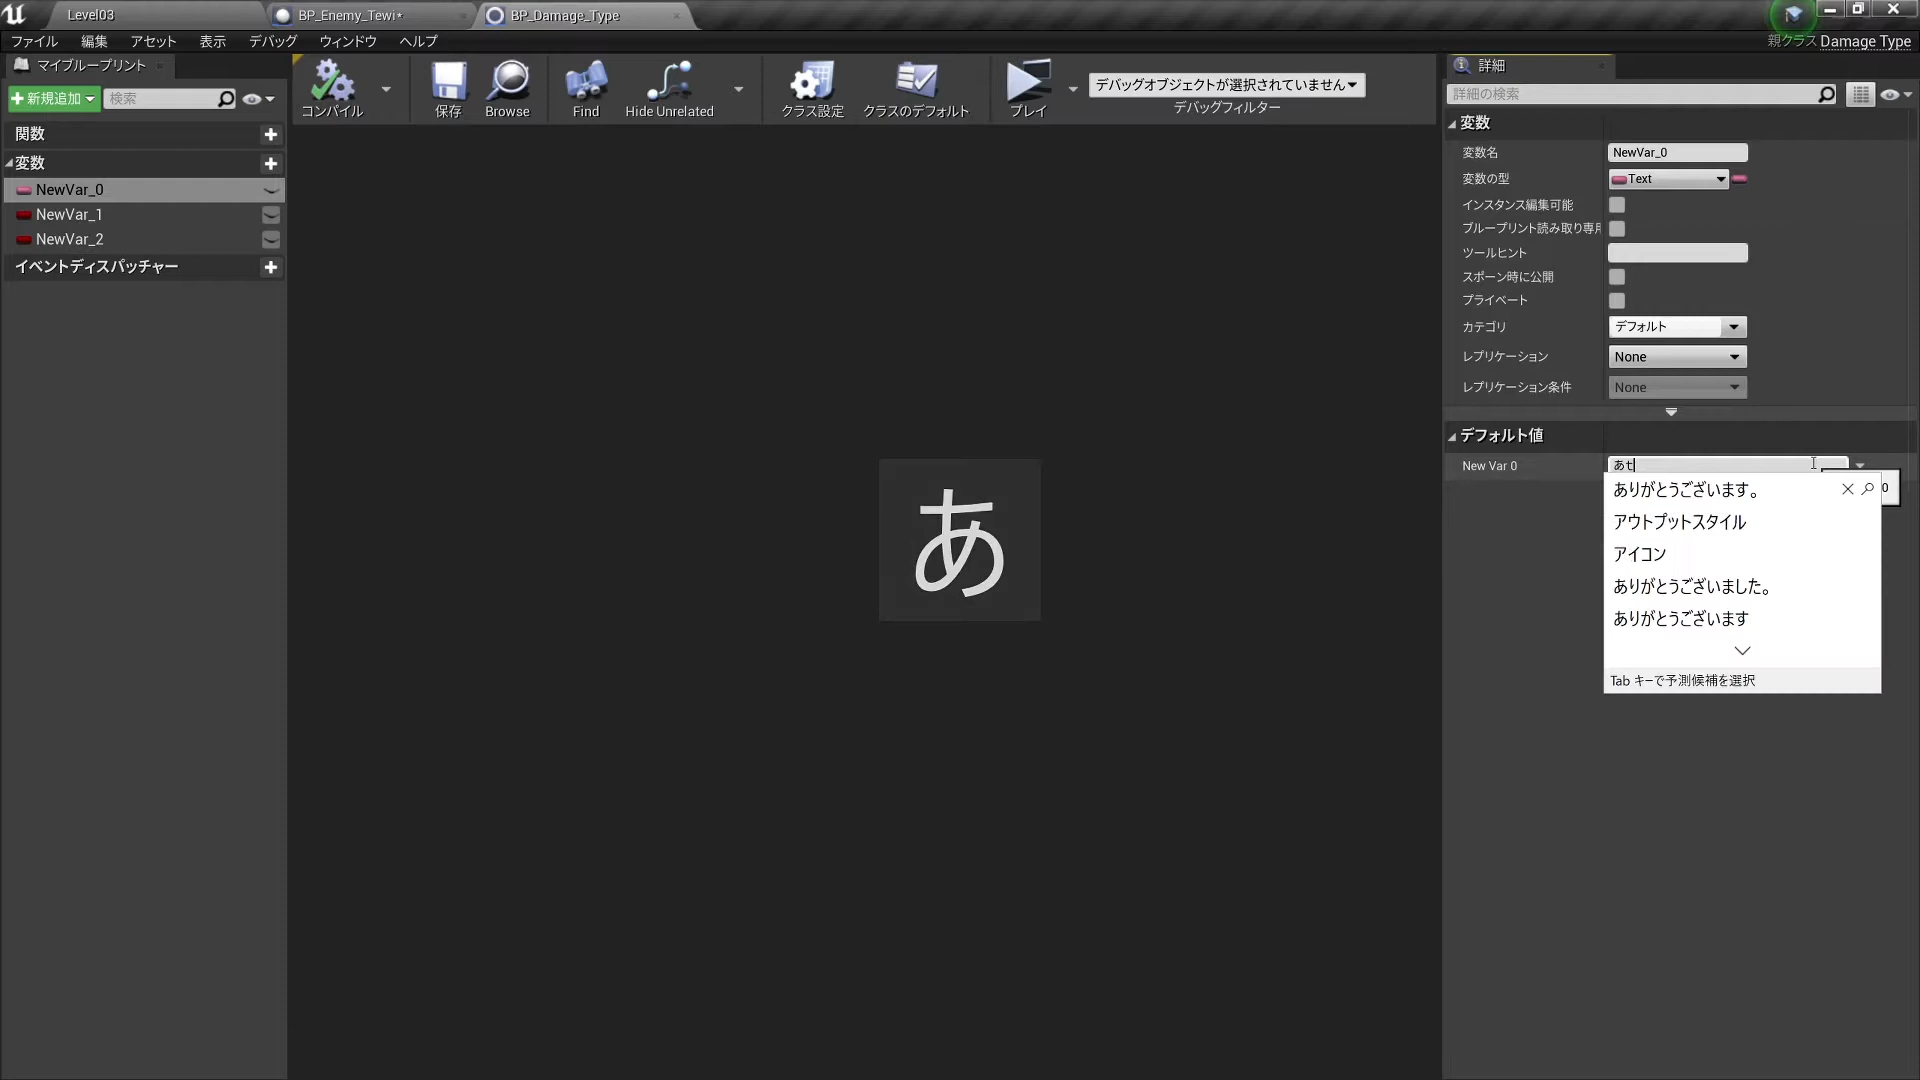 Level03
BP_Enemy_Tewi*
BP_Damage_Type
ファイル 編集 アセット 表示 デバッグ ウィンドウ ヘルプ
親クラス Damage Type
マイブループリント
新規追加 検索
関数
変数
NewVar_0
NewVar_1
NewVar_2
イベントディスパッチャー
コンパイル
保存
Browse
Find
Hide Unrelated
クラス設定
クラスのデフォルト
プレイ
デバッグオブジェクトが選択されていません
デバッグフィルター
あ
詳細
詳細の検索
変数
変数名 NewVar_0
変数の型 Text
インスタンス編集可能
ブループリント読み取り専用
ツールヒント
スポーン時に公開
プライベート
カテゴリ デフォルト
レプリケーション None
レプリケーション条件 None
デフォルト値
New Var 0 あt
ありがとうございます。
0
アウトプットスタイル
アイコン
ありがとうございました。
ありがとうございます
Tab キーで予測候補を選択